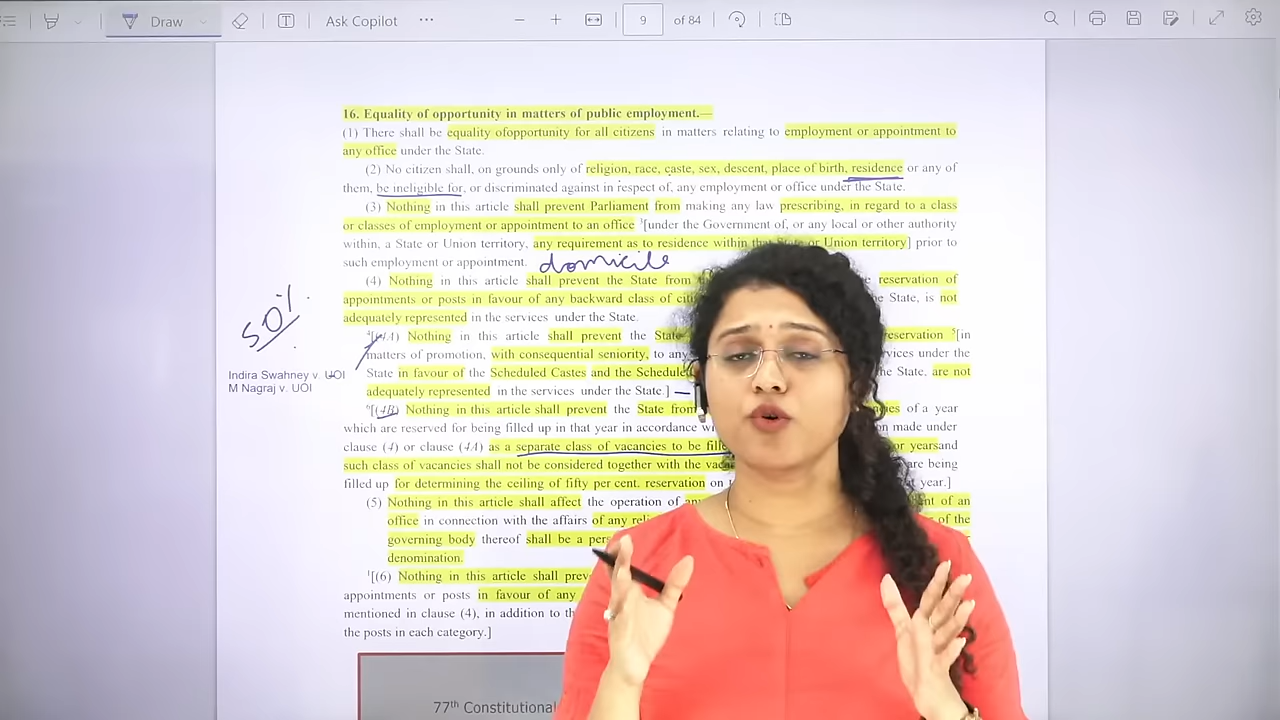 Draw
Ask Copilot
9 of 84
16. Equality of opportunity in matters of public employment.—
(1) There shall be equality ofopportunity for all citizens in matters relating to employment or appointment to
any office under the State.
(2) No citizen shall, on grounds only of religion, race, caste, sex, descent, place of birth, residence or any of
them, be ineligible for, or discriminated against in respect of, any employment or office under the State.
(3) Nothing in this article shall prevent Parliament from making any law prescribing, in regard to a class
or classes of employment or appointment to an office ³[under the Government of, or any local or other authority
within, a State or Union territory, any requirement as to residence within that State or Union territory] prior to
such employment or appointment. domicile
(4) Nothing in this article shall prevent the State from reservation of
appointments or posts in favour of any backward class of the State, is not
adequately represented in the services under the State.
50%
⁴[(4A) Nothing in this article shall prevent the State reservation ⁵[in
matters of promotion, with consequential seniority, to any under the
Indira Swahney v. UOI
State in favour of the Scheduled Castes and the the State, are not
M Nagraj v. UOI
adequately represented in the services under the State.]
⁶[(4B) Nothing in this article shall prevent the State from of a year
which are reserved for being filled up in that year in accordance made under
clause (4) or clause (4A) as a separate class of vacancies to be or yearsand
such class of vacancies shall not be considered together with the are being
filled up for determining the ceiling of fifty per cent. reservation on year.]
(5) Nothing in this article shall affect the operation of of an
office in connection with the affairs of any of the
governing body thereof shall be a
denomination.
¹[(6) Nothing in this article shall
appointments or posts in favour of any
mentioned in clause (4), in addition to
the posts in each category.]
77th Constitutional